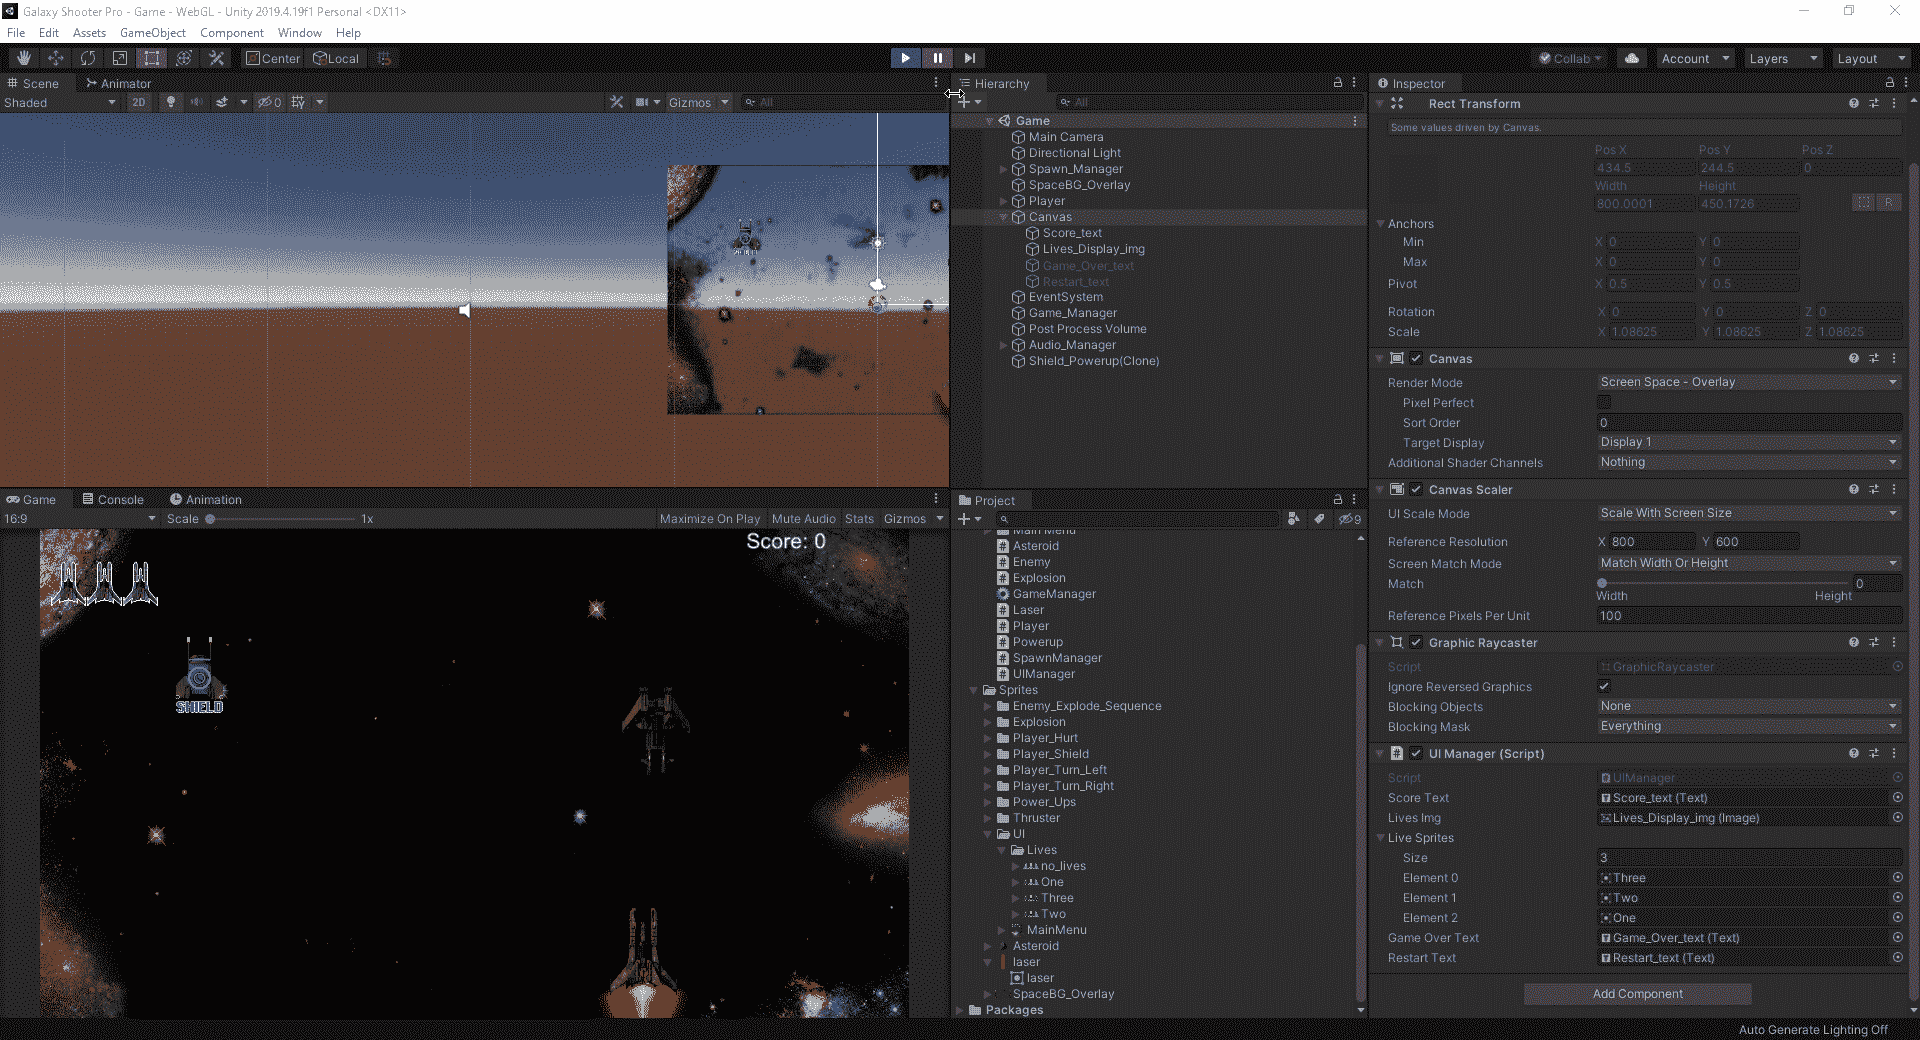 Galaxy Shooter Pro - Game - WebGL - Unity 2019.4.19f1 Personal <DX11>
File Edit Assets GameObject Component Window Help
Center Local Collab Account Layers Layout
Scene Animator
Shaded 2D 0 Gizmos All
Hierarchy
All
Game
Main Camera
Directional Light
Spawn_Manager
SpaceBG_Overlay
Player
Canvas
Score_text
Lives_Display_img
Game_Over_text
Restart_text
EventSystem
Game_Manager
Post Process Volume
Audio_Manager
Shield_Powerup(Clone)
Game Console Animation
16:9 Scale 1x Maximize On Play Mute Audio Stats Gizmos
Score: 0
SHIELD
Project
9
Main Menu
Asteroid
Enemy
Explosion
GameManager
Laser
Player
Powerup
SpawnManager
UIManager
Sprites
Enemy_Explode_Sequence
Explosion
Player_Hurt
Player_Shield
Player_Turn_Left
Player_Turn_Right
Power_Ups
Thruster
UI
Lives
no_lives
One
Three
Two
MainMenu
Asteroid
laser
laser
SpaceBG_Overlay
Packages
Inspector
Rect Transform
Some values driven by Canvas.
Pos X Pos Y Pos Z
434.5 244.5 0
Width Height
800.0001 450.1726 R
Anchors
Min X 0 Y 0
Max X 0 Y 0
Pivot X 0.5 Y 0.5
Rotation X 0 Y 0 Z 0
Scale X 1.08625 Y 1.08625 Z 1.08625
Canvas
Render Mode Screen Space - Overlay
Pixel Perfect
Sort Order 0
Target Display Display 1
Additional Shader Channels Nothing
Canvas Scaler
UI Scale Mode Scale With Screen Size
Reference Resolution X 800 Y 600
Screen Match Mode Match Width Or Height
Match 0
Width Height
Reference Pixels Per Unit 100
Graphic Raycaster
Script GraphicRaycaster
Ignore Reversed Graphics
Blocking Objects None
Blocking Mask Everything
UI Manager (Script)
Script UIManager
Score Text Score_text (Text)
Lives Img Lives_Display_img (Image)
Live Sprites
Size 3
Element 0 Three
Element 1 Two
Element 2 One
Game Over Text Game_Over_text (Text)
Restart Text Restart_text (Text)
Add Component
Auto Generate Lighting Off